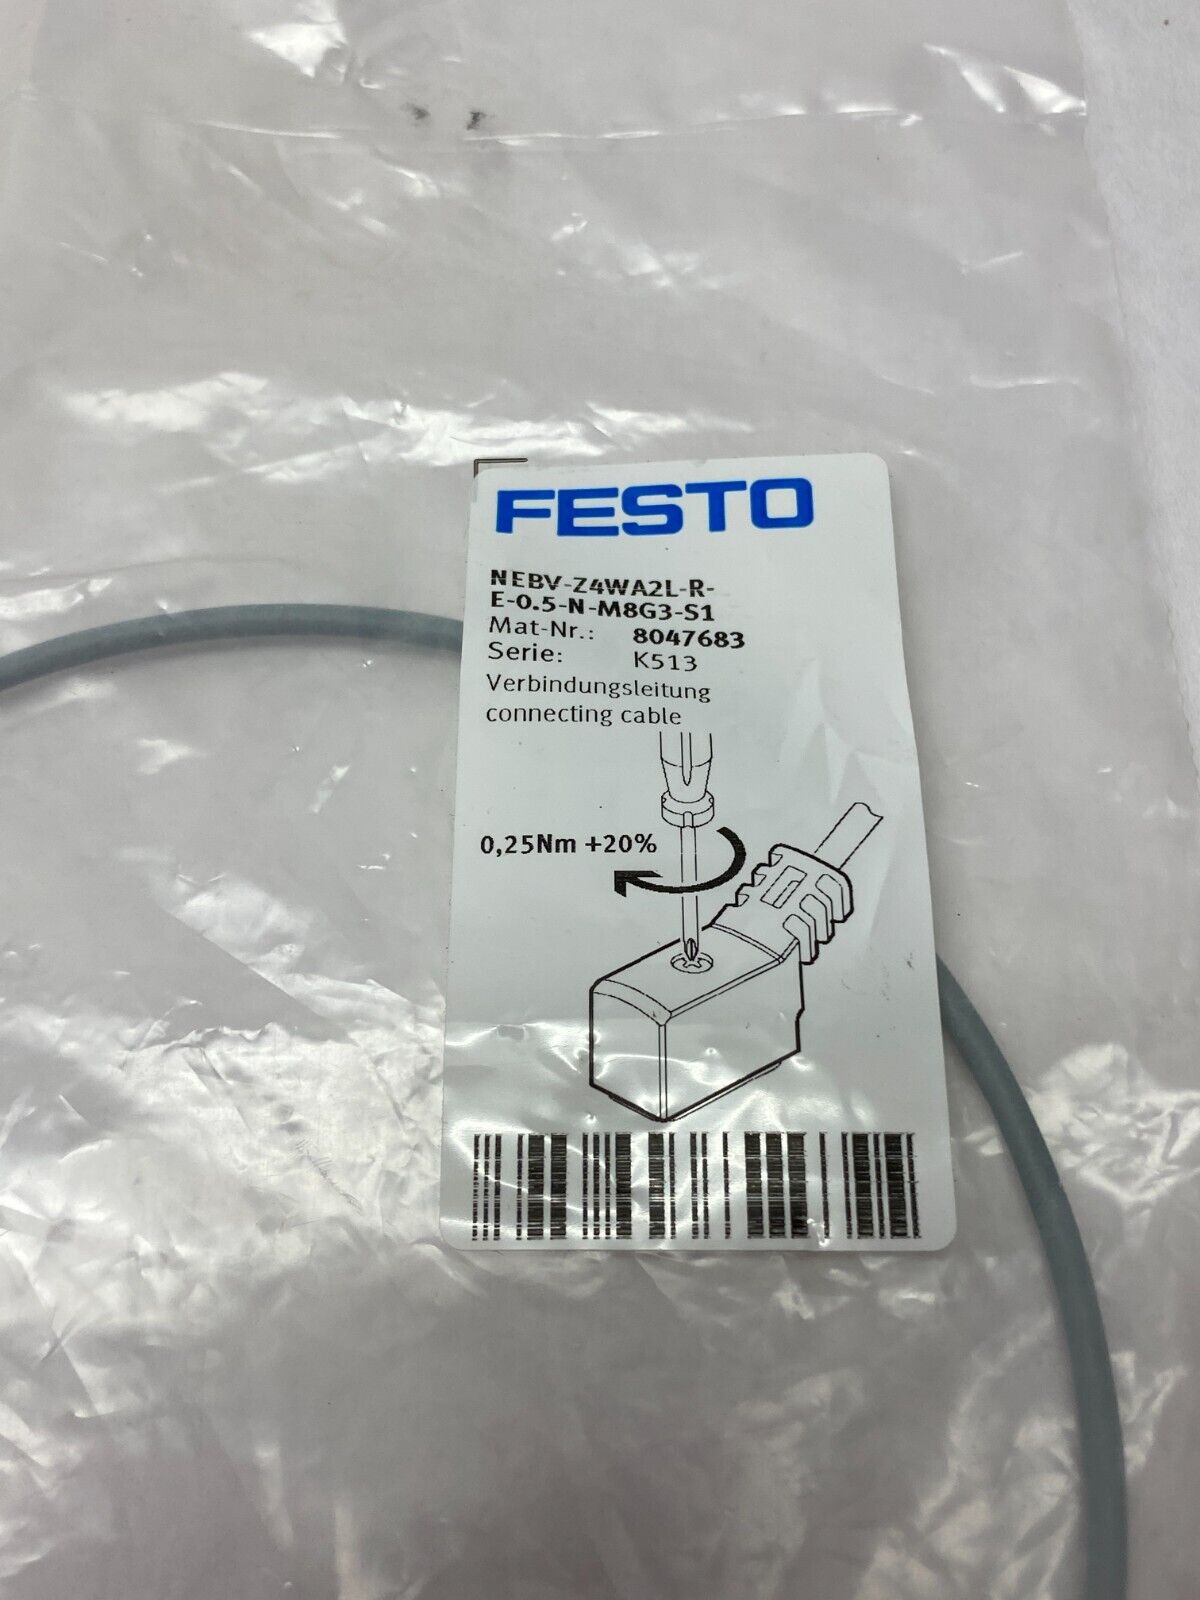 FESTO
NEBV-Z4WA2L-R-
E-0.5-N-M8G3-S1
Mat-Nr.: 8047683
Serie: K513
Verbindungsleitung
connecting cable
0,25Nm +20%